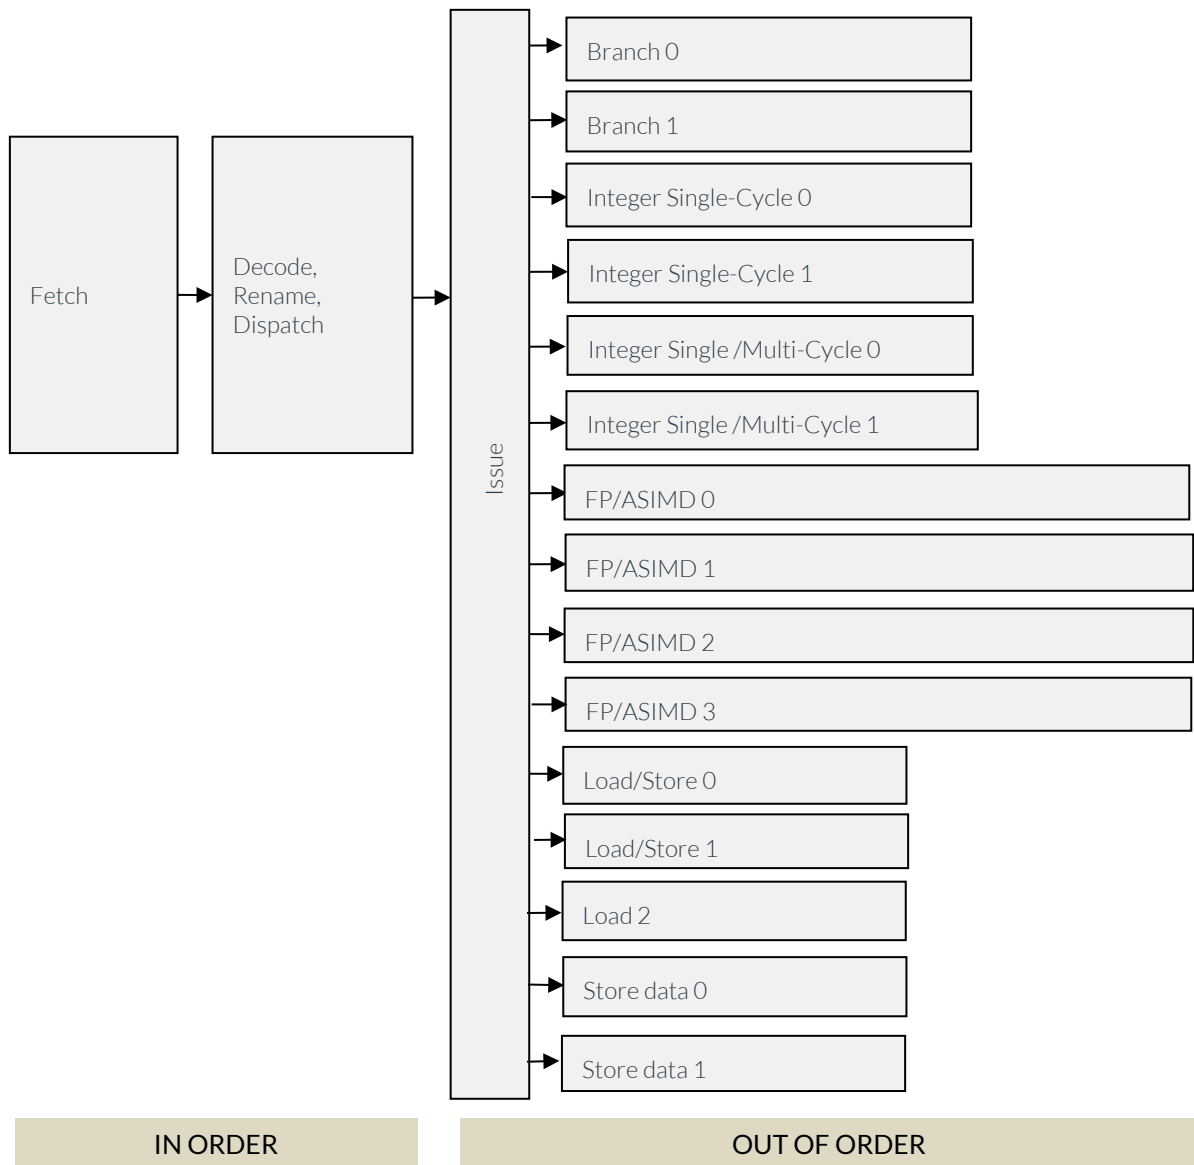 Branch 0
Branch 1
Integer Single-Cycle 0
Integer Single-Cycle 1
Integer Single /Multi-Cycle 0
Integer Single /Multi-Cycle 1
Fetch
Decode,
Rename,
Dispatch
Issue
FP/ASIMD 0
FP/ASIMD 1
FP/ASIMD 2
FP/ASIMD 3
Load/Store 0
Load/Store 1
Load 2
Store data 0
Store data 1
IN ORDER
OUT OF ORDER